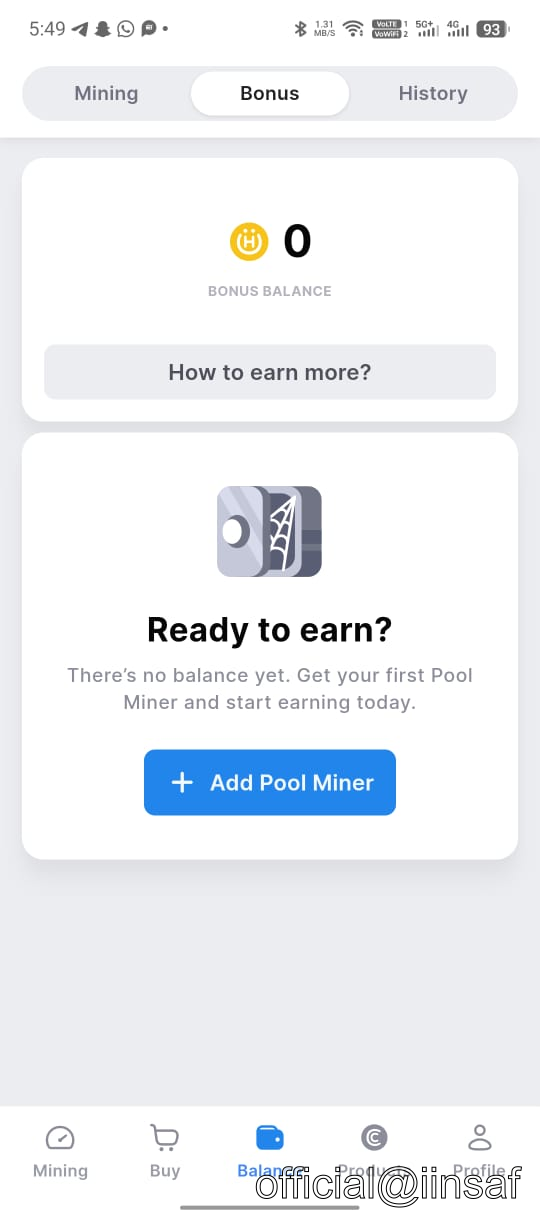 5:49 1.31 MB/S VoLTE 1 VoWiFi 2 5G+ 4G 93
Mining Bonus History
0
BONUS BALANCE
How to earn more?
Ready to earn?
There's no balance yet. Get your first Pool
Miner and start earning today.
+ Add Pool Miner
Mining Buy Balance Products Profile
official@iinsaf